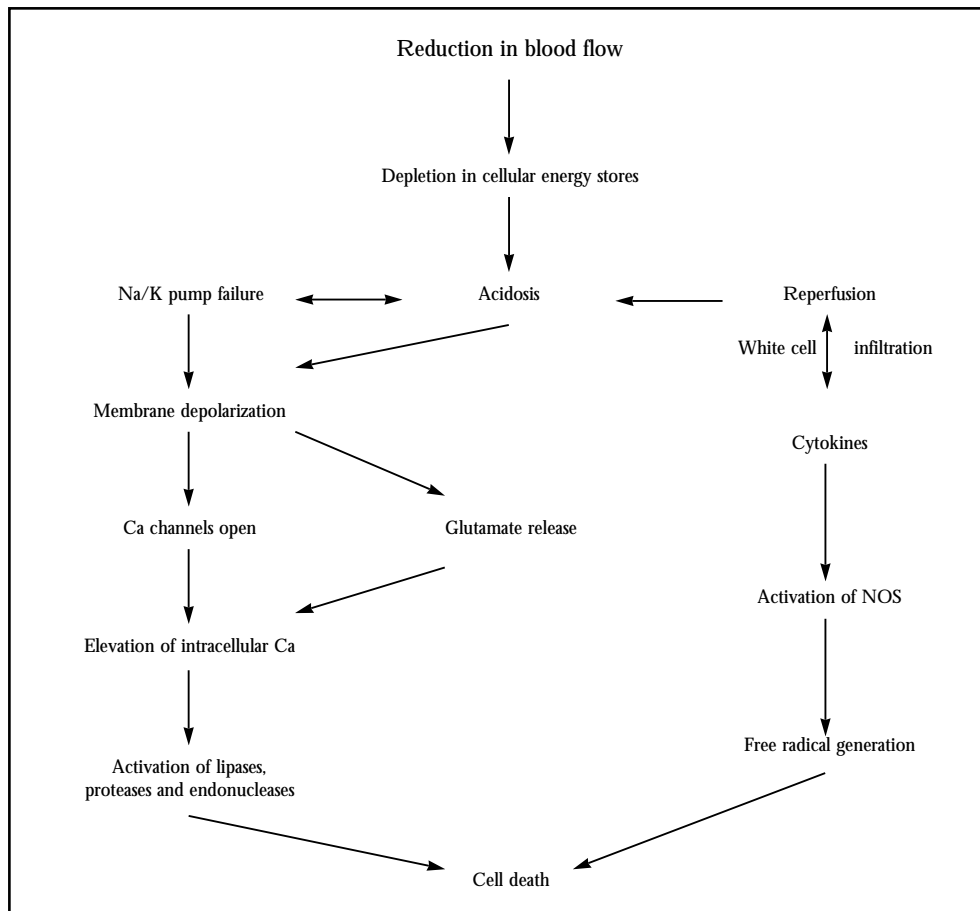 Reduction in blood flow
Depletion in cellular energy stores
Na/K pump failure
Acidosis
Reperfusion
White cell infiltration
Membrane depolarization
Cytokines
Ca channels open
Glutamate release
Activation of NOS
Elevation of intracellular Ca
Free radical generation
Activation of lipases,
proteases and endonucleases
Cell death